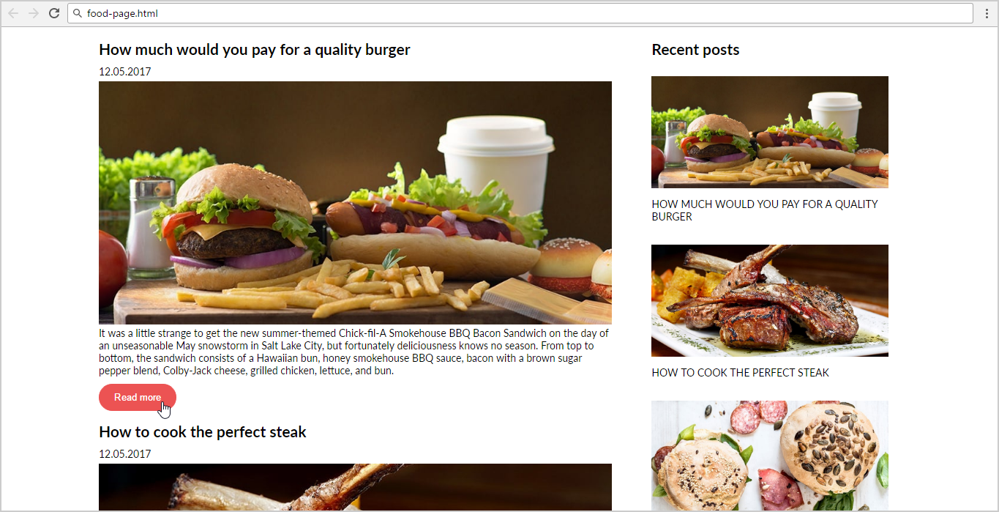 food-page.html
How much would you pay for a quality burger
12.05.2017
It was a little strange to get the new summer-themed Chick-fil-A Smokehouse BBQ Bacon Sandwich on the day of
an unseasonable May snowstorm in Salt Lake City, but fortunately deliciousness knows no season. From top to
bottom, the sandwich consists of a Hawaiian bun, honey smokehouse BBQ sauce, bacon with a brown sugar
pepper blend, Colby-Jack cheese, grilled chicken, lettuce, and bun.
Read more
How to cook the perfect steak
12.05.2017
Recent posts
HOW MUCH WOULD YOU PAY FOR A QUALITY
BURGER
HOW TO COOK THE PERFECT STEAK